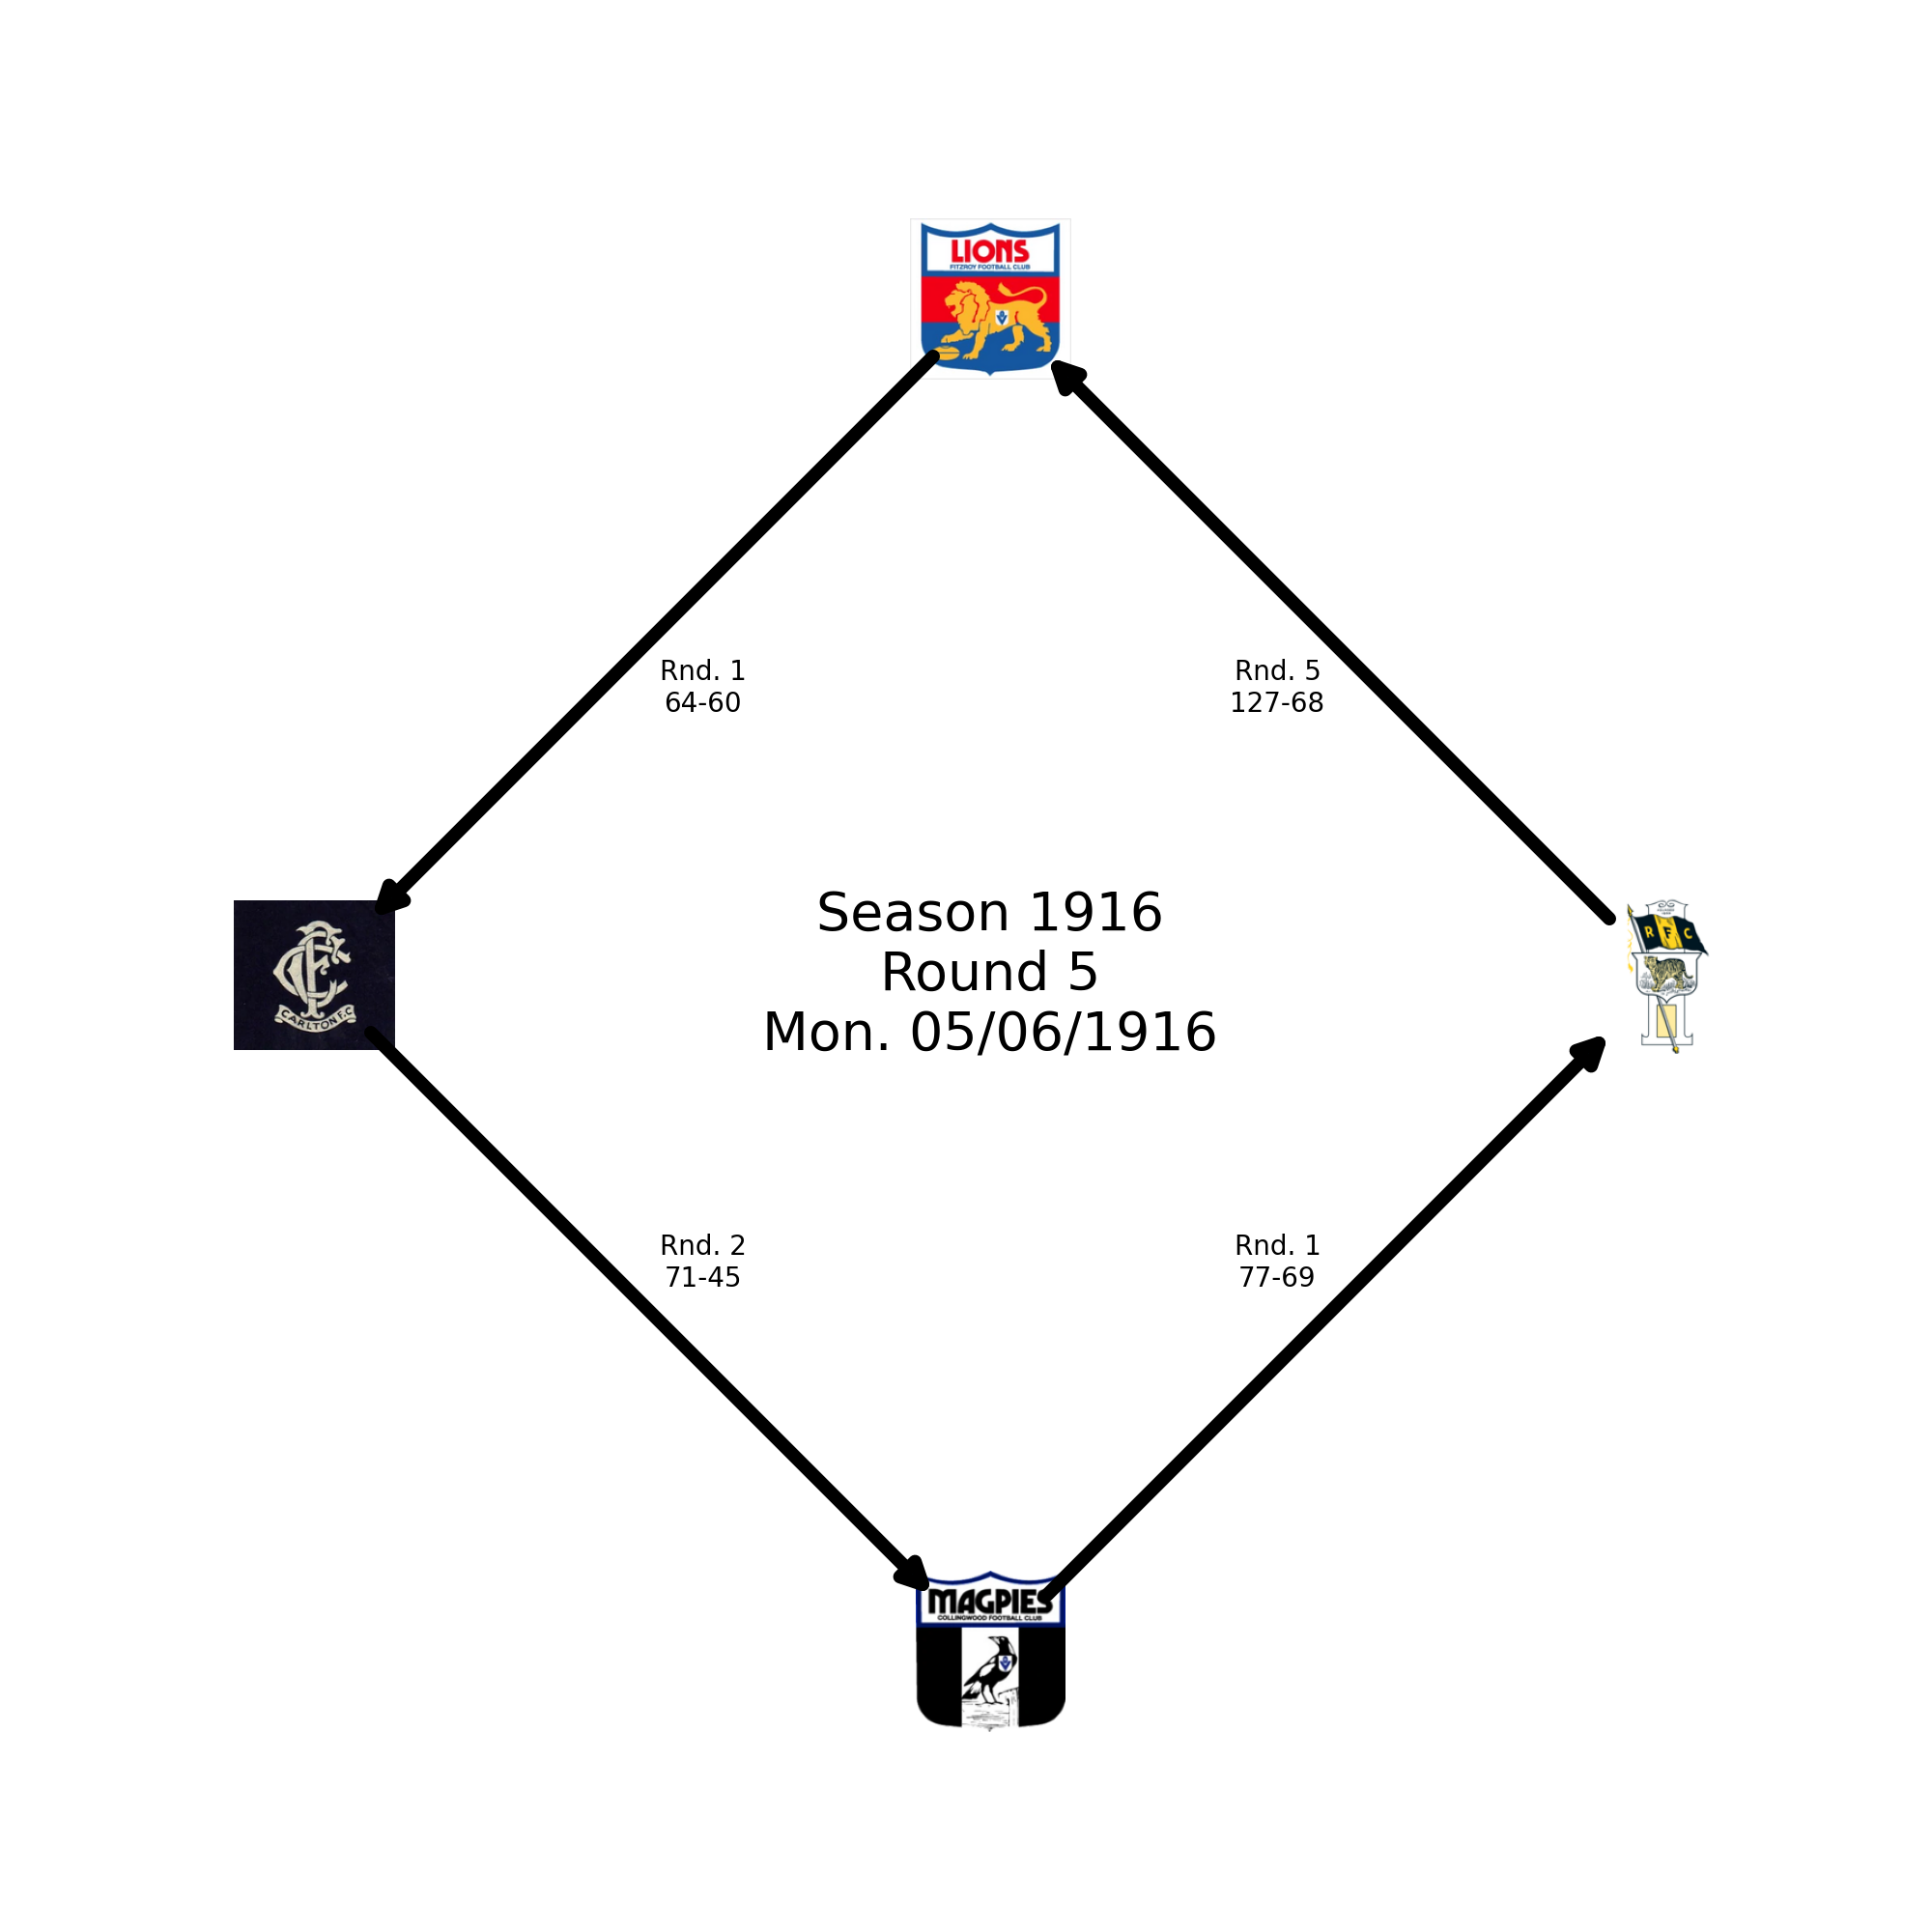 LIONS
FITZROY FOOTBALL CLUB
Rnd. 1
64-60
Rnd. 5
127-68
Season 1916
Round 5
Mon. 05/06/1916
CFC
CARLTON F.C
R F C
Rnd. 2
71-45
Rnd. 1
77-69
MAGPIES
COLLINGWOOD FOOTBALL CLUB